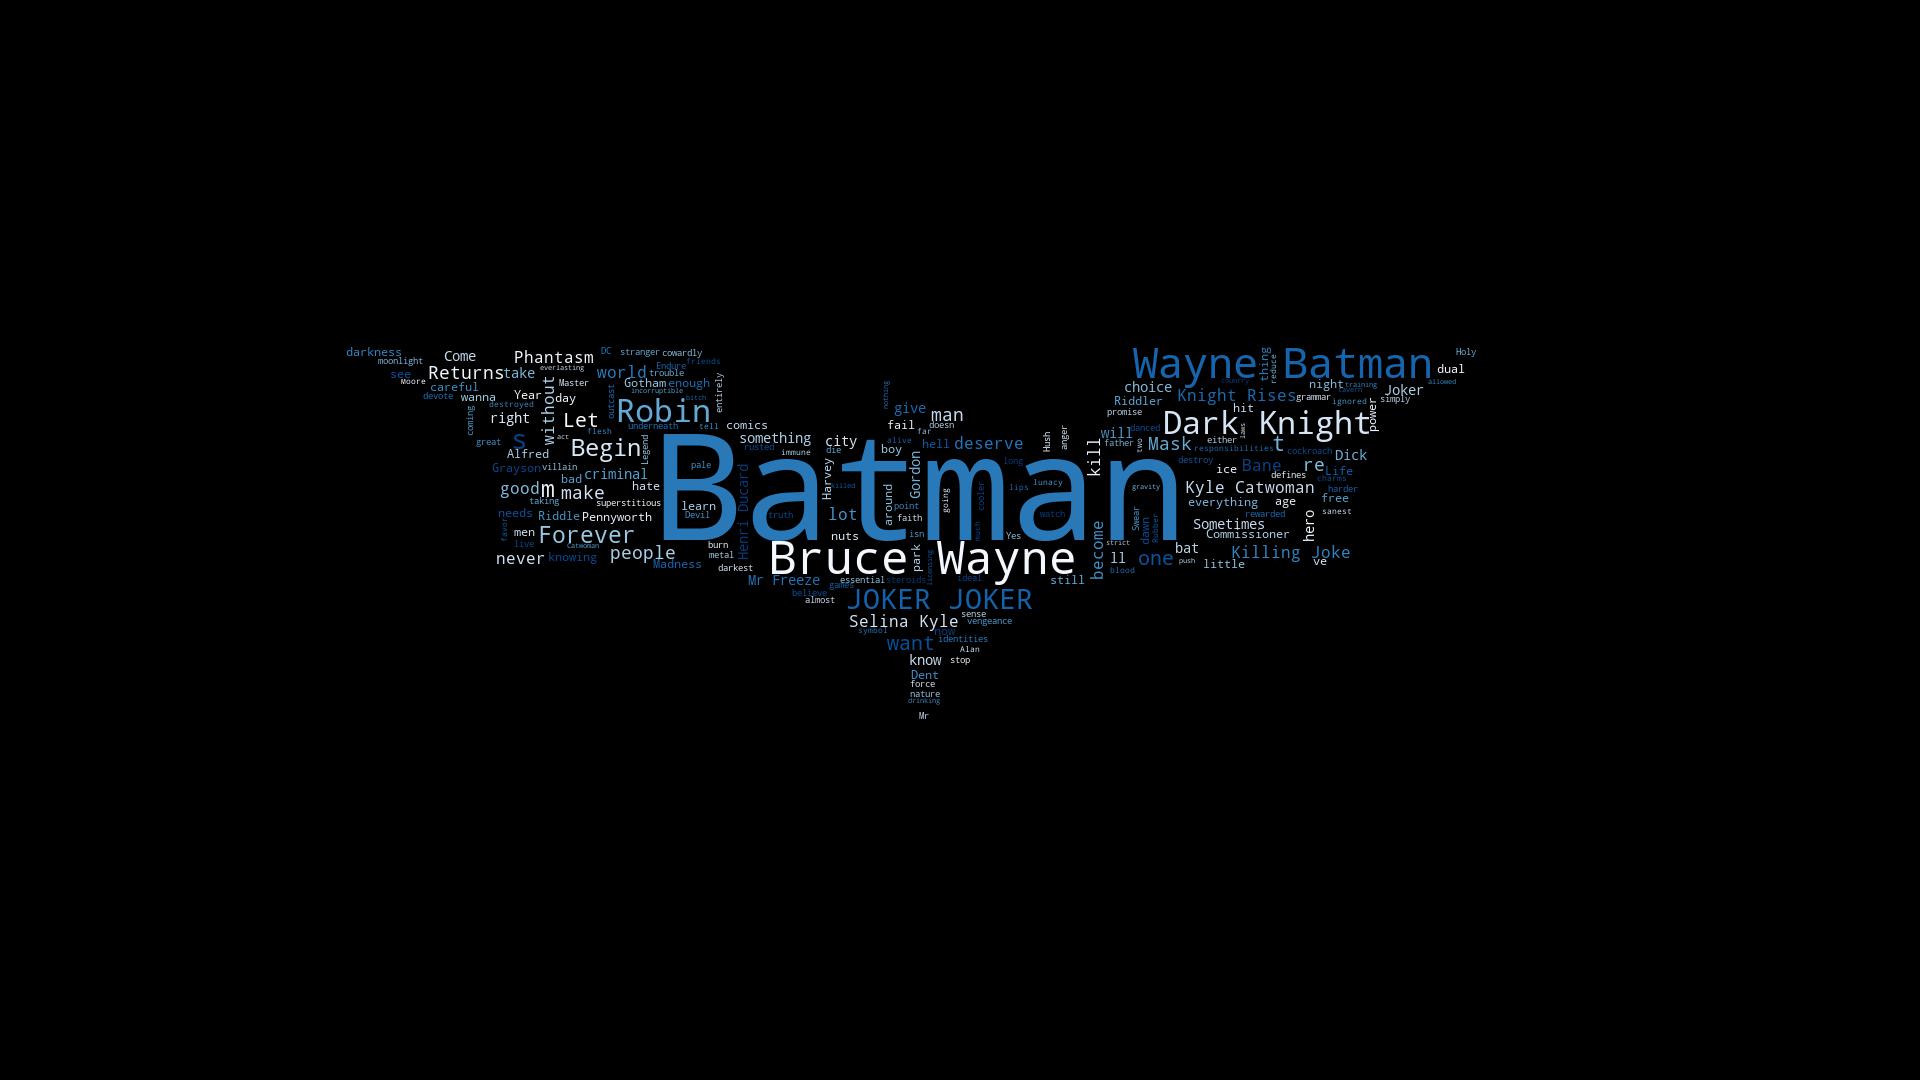 darkness
moonlight
Come
Phantasm
DC
stranger
cowardly
Wayne Batman
thing
reduce
Holy
see
Moore
Returns
take
everlasting
world
trouble
Endure
friends
dual
careful
devote
wanna
Year
day
Master
Gotham
enough
incorruptible
bitch
entirely
nothing
choice
country
night
training
cavern
Joker
allowed
coming
destroyed
right
without
Let
outcast
Robin
give
man
Riddler
Knight Rises
grammar
ignored
simply
power
promise
hit
great
s
act
flesh
underneath
tell
comics
fail
far
doesn
will
danced
Dark Knight
laws
Alfred
Begin
Legend
something
rusted
immune
city
die
alive
boy
hell
deserve
Hush
anger
kill
father
two
Mask
either
responsibilities
t
cockroach
Dick
Grayson
villain
bad
criminal
pale
Batman
Harvey
Gordon
long
destroy
ice
Bane
defines
re
Life
charms
good
m
make
hate
taking
superstitious
learn
Devil
Henri Ducard
truth
killed
lot
around
point
faith
going
cooler
lips
lunacy
gravity
Kyle Catwoman
harder
everything
age
free
sanest
needs
favor
Riddle
Pennyworth
watch
Swear
dawn
Rubber
Sometimes
Commissioner
hero
men
live
Forever
Catwoman
nuts
isn
much
Yes
become
strict
never
knowing
people
Madness
burn
metal
darkest
Bruce Wayne
park
licensing
ll
blood
one
bat
push
little
rewarded
Killing Joke
ve
Mr Freeze
essential
steroids
ideal
still
believe
games
almost
JOKER JOKER
Selina Kyle
sense
vengeance
symbol
now
want
identities
Alan
know
stop
Dent
force
nature
drinking
Mr